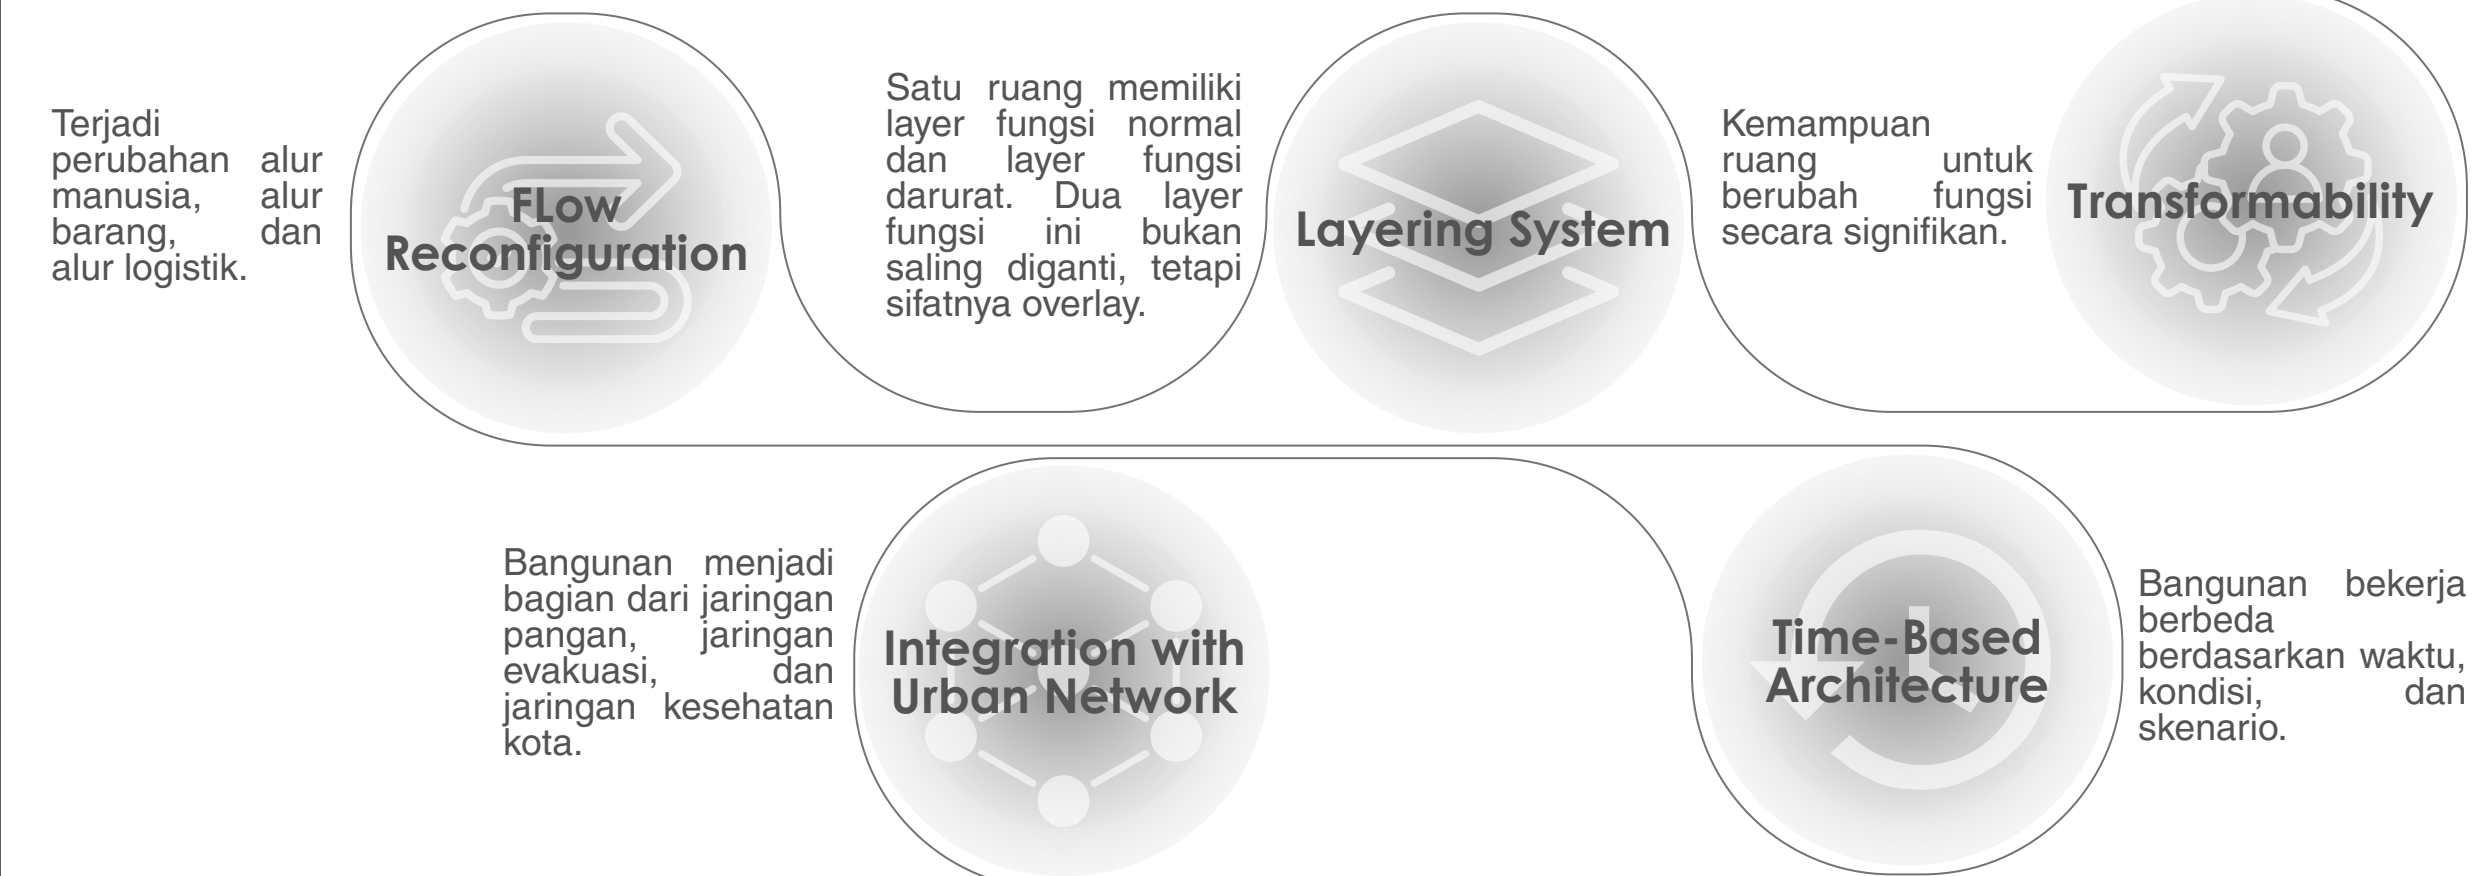 Terjadi
perubahan alur
manusia, alur
barang, dan
alur logistik.
FLow
Reconfiguration
Satu ruang memiliki
layer fungsi normal
dan layer fungsi
darurat. Dua layer
fungsi ini bukan
saling diganti, tetapi
sifatnya overlay.
Layering System
Kemampuan
ruang untuk
berubah fungsi
secara signifikan.
Transformability
Bangunan menjadi
bagian dari jaringan
pangan, jaringan
evakuasi, dan
jaringan kesehatan
kota.
Integration with
Urban Network
Time-Based
Architecture
Bangunan bekerja
berbeda
berdasarkan waktu,
kondisi, dan
skenario.